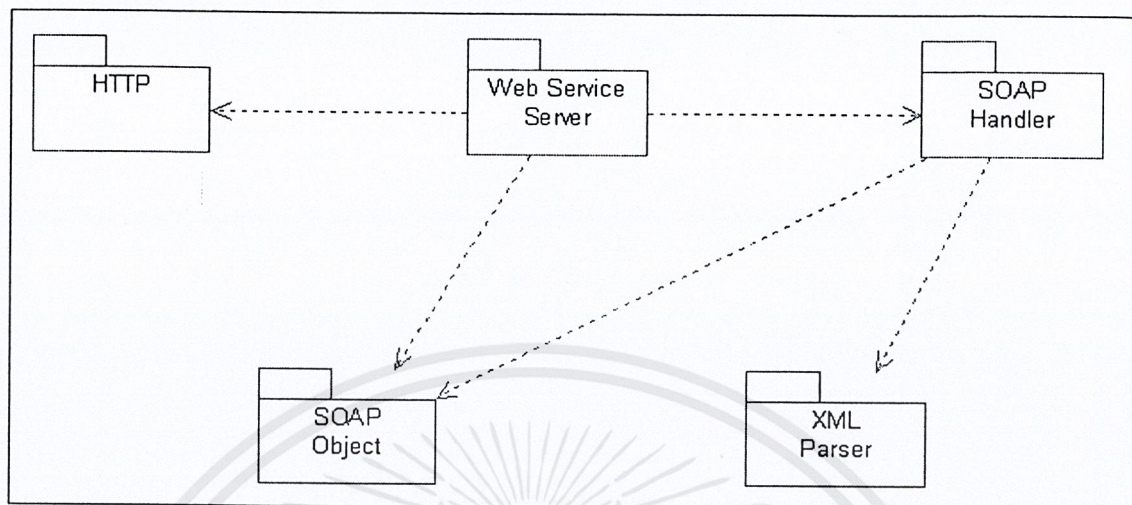 HTTP
Web Service
Server
SOAP
Handler
SOAP
Object
XML
Parser